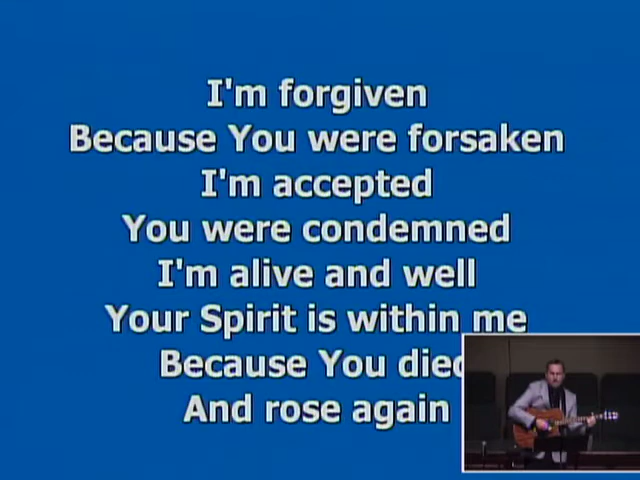 I'm forgiven
Because You were forsaken
I'm accepted
You were condemned
I'm alive and well
Your Spirit is within me
Because You died
And rose again